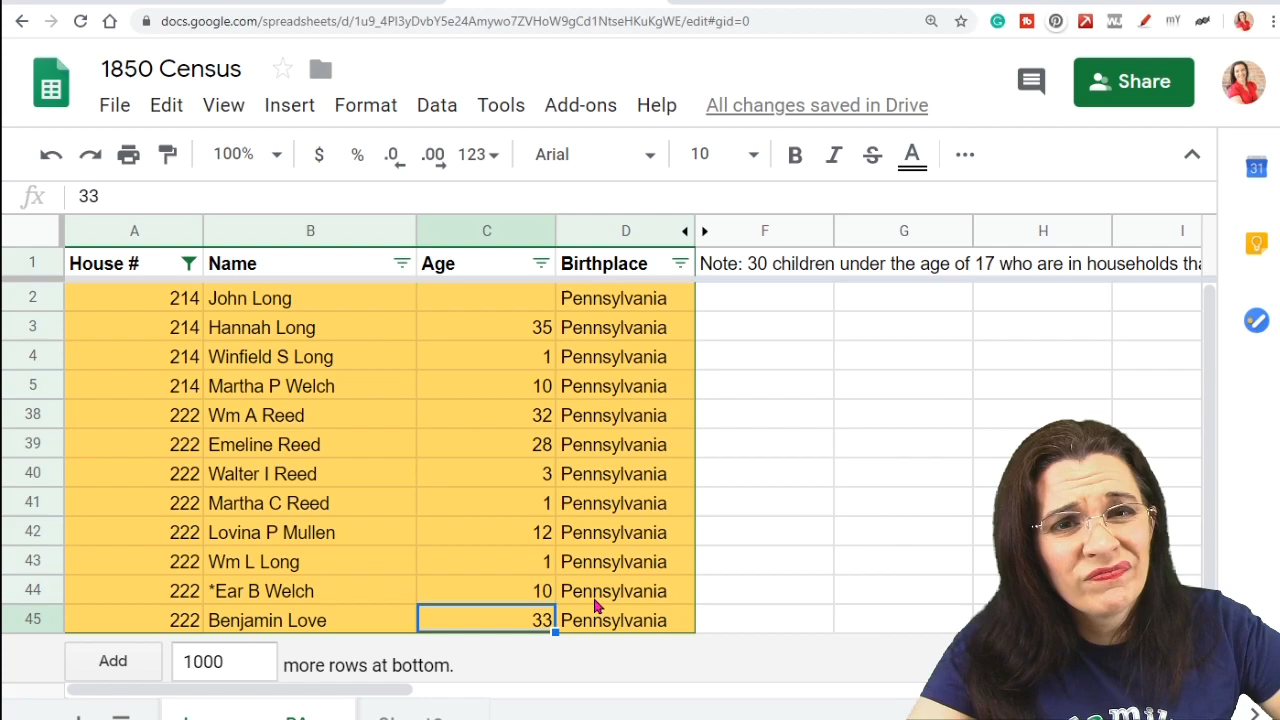 docs.google.com/spreadsheets/d/1u9_4Pl3yDvbY5e24Amywo7ZVHoW9gCd1NtseHKuKgWE/edit#gid=0
1850 Census
File Edit View Insert Format Data Tools Add-ons Help All changes saved in Drive
Share
100% $ % .0 .00 123 Arial 10 B I S A
31
fx 33
A B C D F G H I
1 House # Name Age Birthplace Note: 30 children under the age of 17 who are in households tha
2 214 John Long Pennsylvania
3 214 Hannah Long 35 Pennsylvania
4 214 Winfield S Long 1 Pennsylvania
5 214 Martha P Welch 10 Pennsylvania
38 222 Wm A Reed 32 Pennsylvania
39 222 Emeline Reed 28 Pennsylvania
40 222 Walter I Reed 3 Pennsylvania
41 222 Martha C Reed 1 Pennsylvania
42 222 Lovina P Mullen 12 Pennsylvania
43 222 Wm L Long 1 Pennsylvania
44 222 *Ear B Welch 10 Pennsylvania
45 222 Benjamin Love 33 Pennsylvania
Add 1000 more rows at bottom.